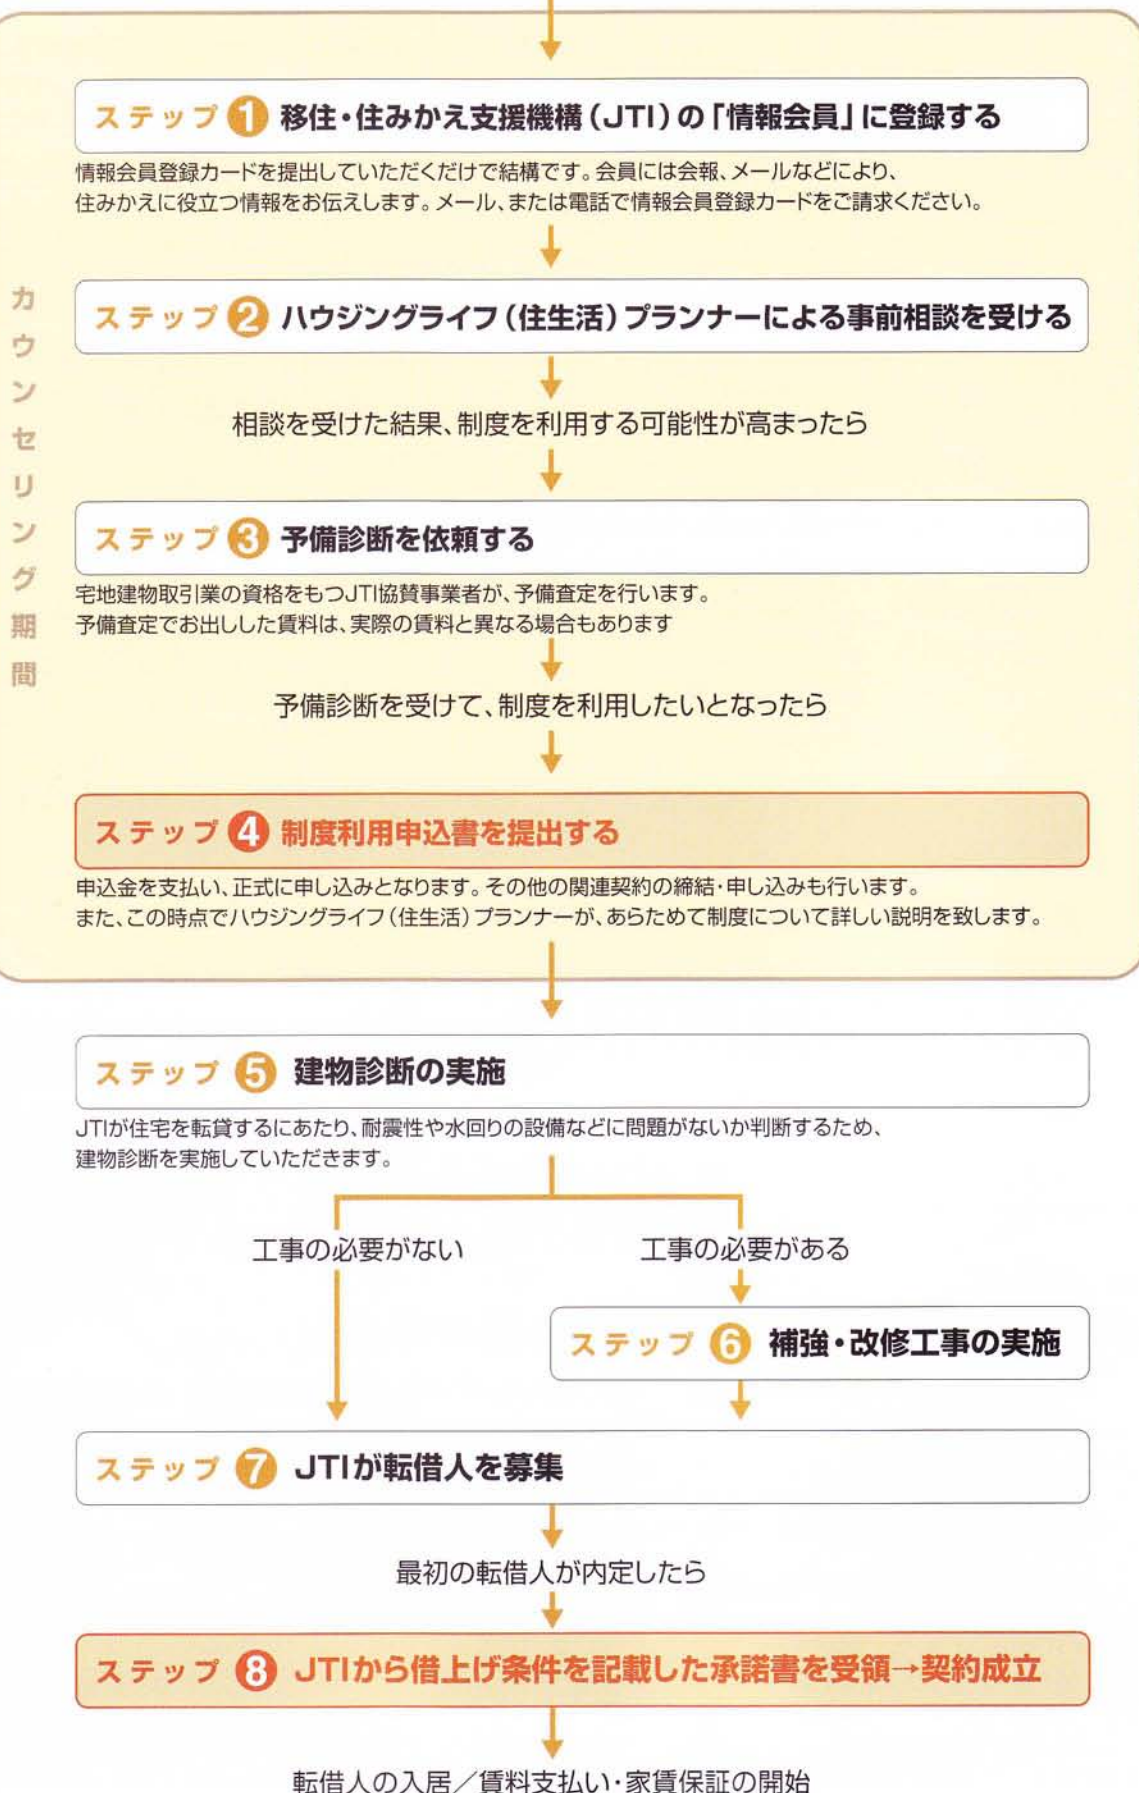 ステップ ❶ 移住・住みかえ支援機構(JTI)の「情報会員」に登録する
情報会員登録カードを提出していただくだけで結構です。会員には会報、メールなどにより、
住みかえに役立つ情報をお伝えします。メール、または電話で情報会員登録カードをご請求ください。
カウンセリング期間
ステップ ❷ ハウジングライフ(住生活)プランナーによる事前相談を受ける
相談を受けた結果、制度を利用する可能性が高まったら
ステップ ❸ 予備診断を依頼する
宅地建物取引業の資格をもつJTI協賛事業者が、予備査定を行います。
予備査定でお出しした賃料は、実際の賃料と異なる場合もあります
予備診断を受けて、制度を利用したいとなったら
ステップ ❹ 制度利用申込書を提出する
申込金を支払い、正式に申し込みとなります。その他の関連契約の締結・申し込みも行います。
また、この時点でハウジングライフ(住生活)プランナーが、あらためて制度について詳しい説明を致します。
ステップ ❺ 建物診断の実施
JTIが住宅を転貸するにあたり、耐震性や水回りの設備などに問題がないか判断するため、
建物診断を実施していただきます。
工事の必要がない
工事の必要がある
ステップ ❻ 補強・改修工事の実施
ステップ ❼ JTIが転借人を募集
最初の転借人が内定したら
ステップ ❽ JTIから借上げ条件を記載した承諾書を受領→契約成立
転借人の入居/賃料支払い・家賃保証の開始